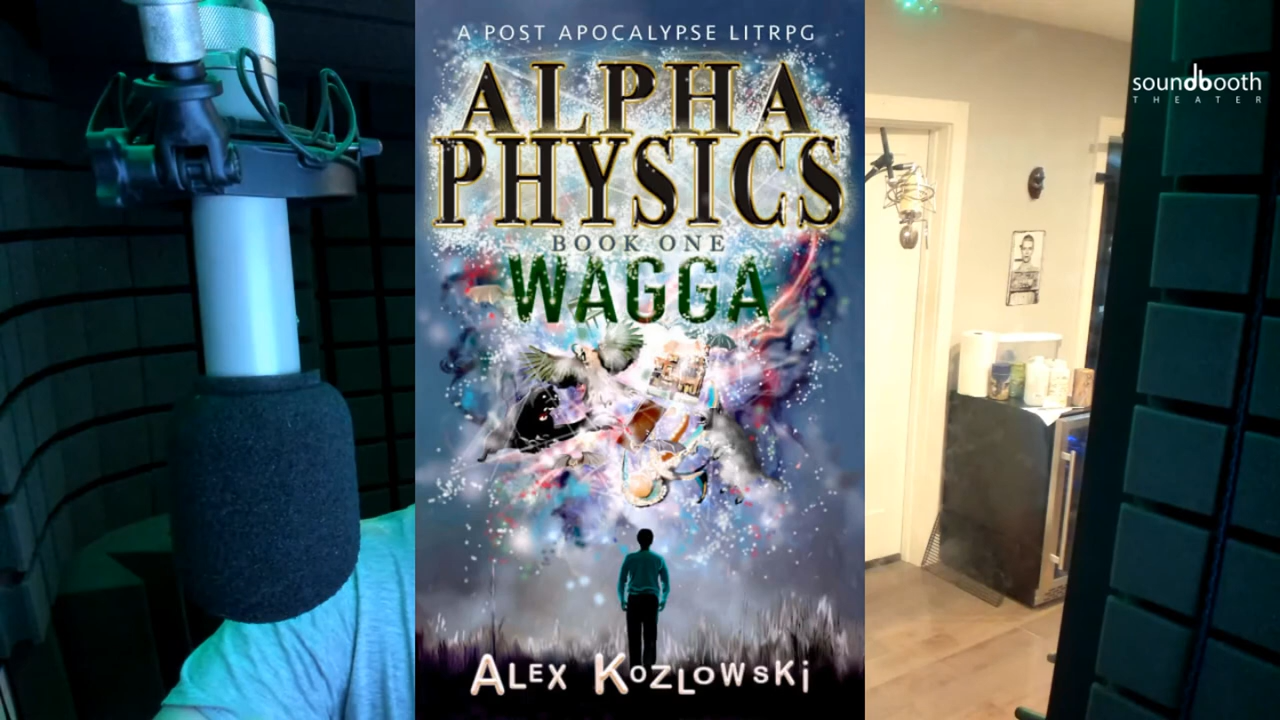 A POST APOCALYPSE LITRPG
ALPHA
PHYSICS
BOOK ONE
WAGGA
ALEX KOZLOWSKi
soundbooth
THEATER